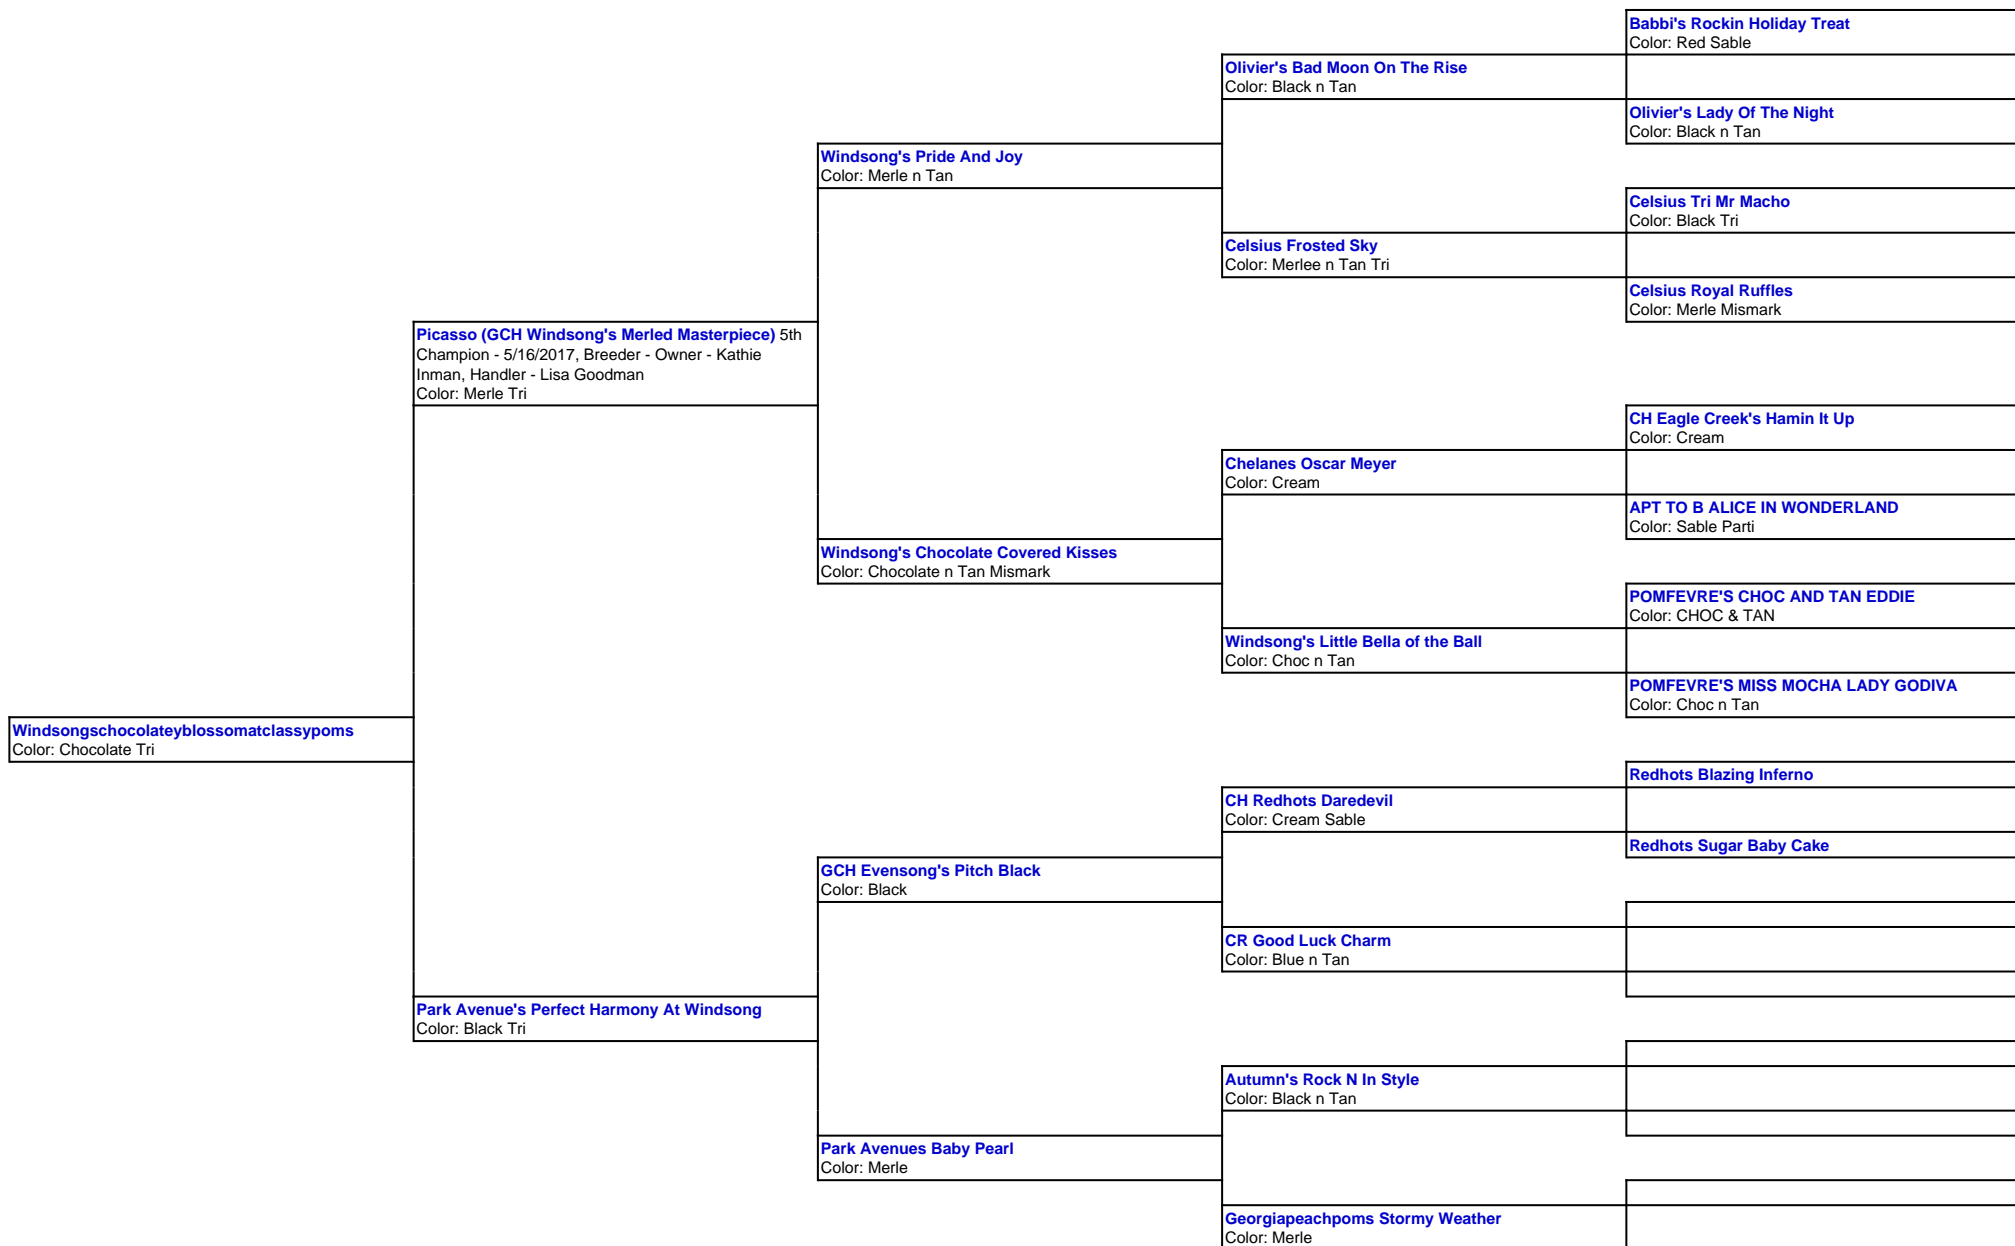 Babbi's Rockin Holiday Treat
Color: Red Sable
Olivier's Bad Moon On The Rise
Color: Black n Tan
Olivier's Lady Of The Night
Color: Black n Tan
Windsong's Pride And Joy
Color: Merle n Tan
Celsius Tri Mr Macho
Color: Black Tri
Celsius Frosted Sky
Color: Merlee n Tan Tri
Celsius Royal Ruffles
Color: Merle Mismark
Picasso (GCH Windsong's Merled Masterpiece) 5th
Champion - 5/16/2017, Breeder - Owner - Kathie
Inman, Handler - Lisa Goodman
Color: Merle Tri
CH Eagle Creek's Hamin It Up
Color: Cream
Chelanes Oscar Meyer
Color: Cream
APT TO B ALICE IN WONDERLAND
Color: Sable Parti
Windsong's Chocolate Covered Kisses
Color: Chocolate n Tan Mismark
POMFEVRE'S CHOC AND TAN EDDIE
Color: CHOC & TAN
Windsong's Little Bella of the Ball
Color: Choc n Tan
POMFEVRE'S MISS MOCHA LADY GODIVA
Color: Choc n Tan
Windsongschocolateyblossomatclassypoms
Color: Chocolate Tri
Redhots Blazing Inferno
CH Redhots Daredevil
Color: Cream Sable
Redhots Sugar Baby Cake
GCH Evensong's Pitch Black
Color: Black
CR Good Luck Charm
Color: Blue n Tan
Park Avenue's Perfect Harmony At Windsong
Color: Black Tri
Autumn's Rock N In Style
Color: Black n Tan
Park Avenues Baby Pearl
Color: Merle
Georgiapeachpoms Stormy Weather
Color: Merle